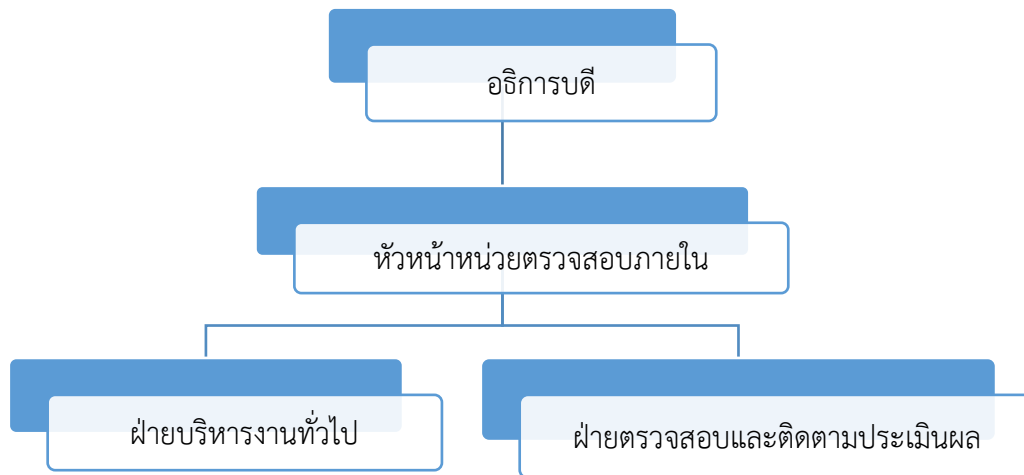 อธิการบดี
หัวหน้าหน่วยตรวจสอบภายใน
ฝ่ายบริหารงานทั่วไป
ฝ่ายตรวจสอบและติดตามประเมินผล